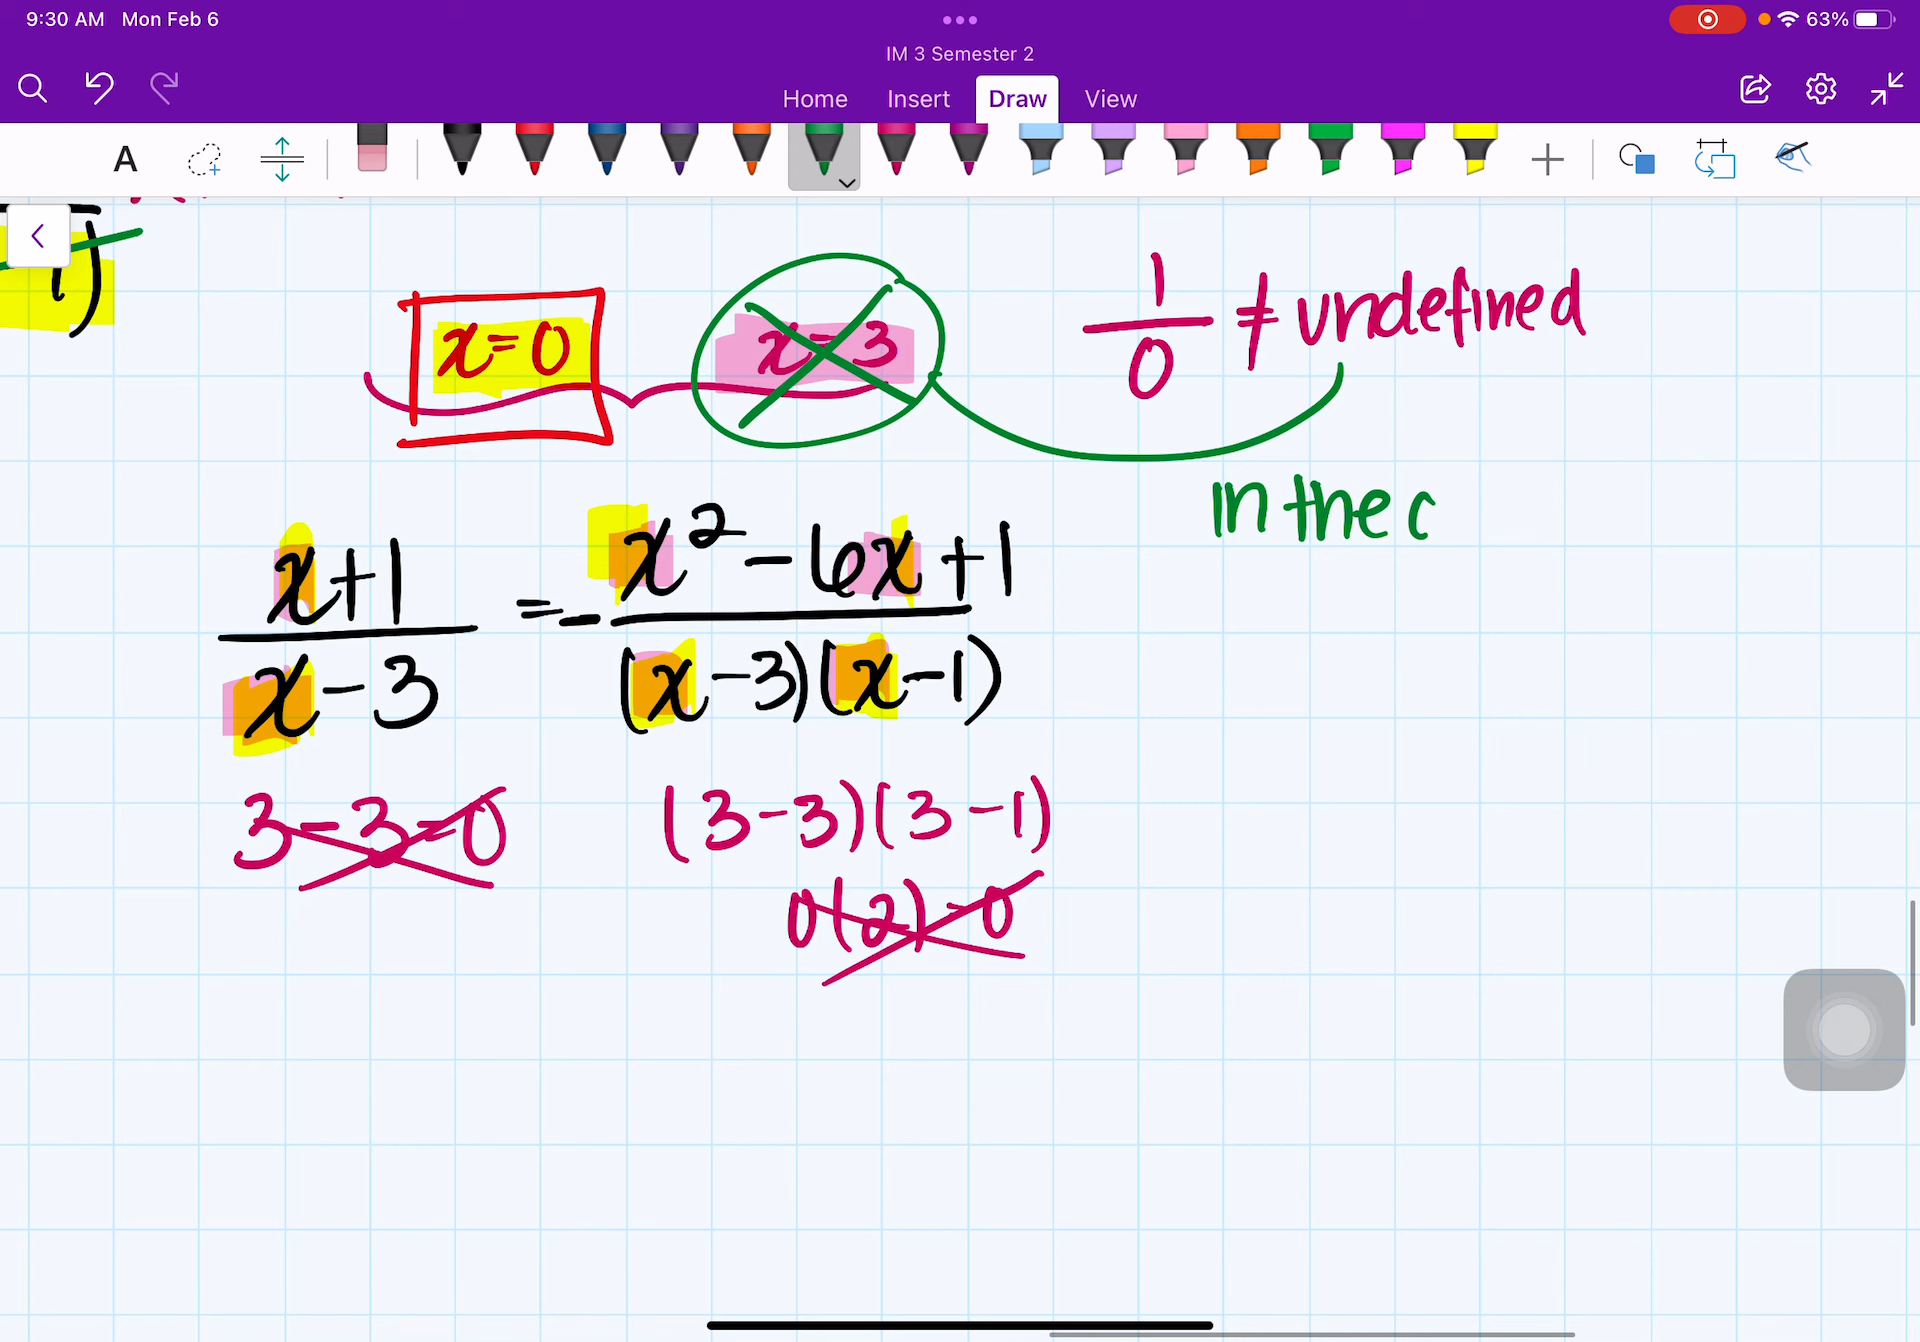 9:30 AM Mon Feb 6
63%
IM 3 Semester 2
Home Insert Draw View
A
1)
x=0 x=3 1/0 ≠ undefined
in the c
x+1 / x-3 = - x² - 6x + 1 / (x-3)(x-1)
3-3=0 (3-3)(3-1)
0(2)=0